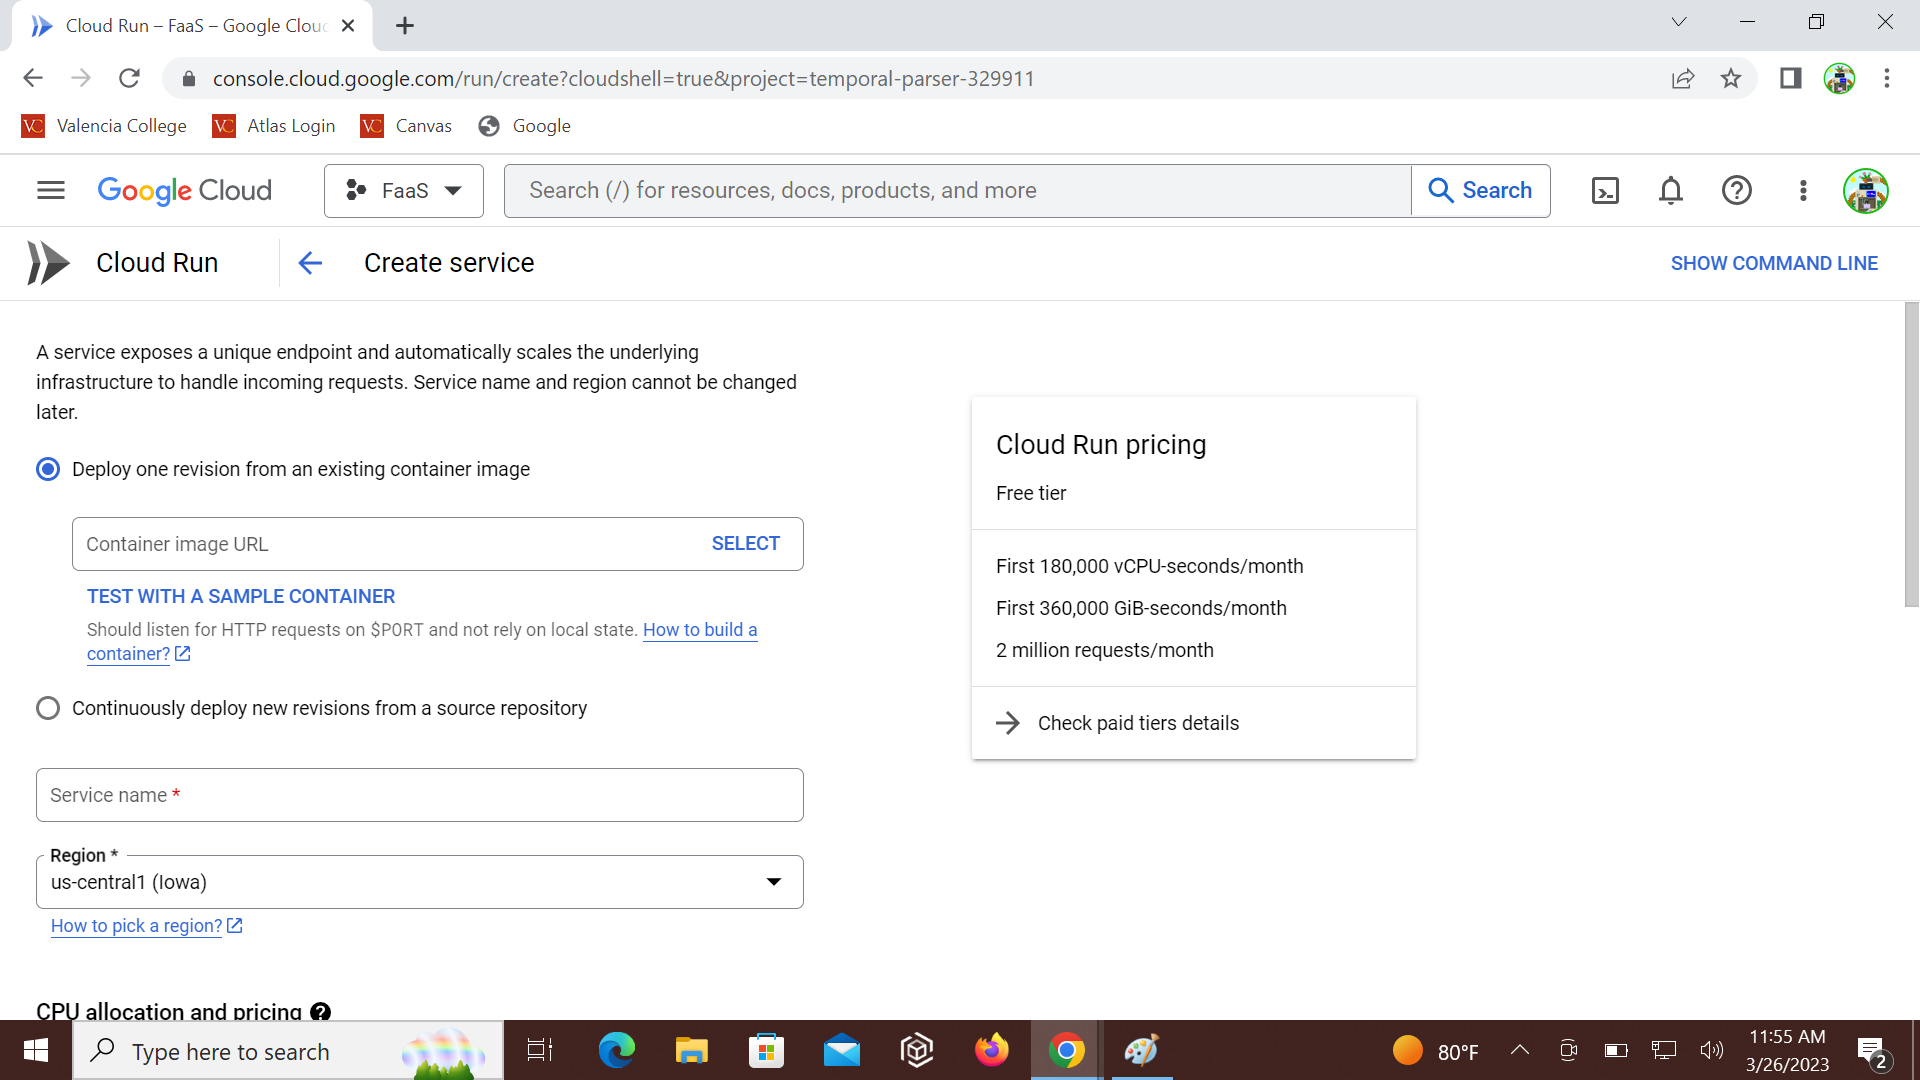 Cloud Run – FaaS – Google Clou
console.cloud.google.com/run/create?cloudshell=true&project=temporal-parser-329911
VC Valencia College VC Atlas Login VC Canvas Google
Google Cloud FaaS Search (/) for resources, docs, products, and more Search
Cloud Run Create service SHOW COMMAND LINE
A service exposes a unique endpoint and automatically scales the underlying
infrastructure to handle incoming requests. Service name and region cannot be changed
later.
Deploy one revision from an existing container image
Container image URL SELECT
TEST WITH A SAMPLE CONTAINER
Should listen for HTTP requests on $PORT and not rely on local state. How to build a
container?
Continuously deploy new revisions from a source repository
Service name *
Region *
us-central1 (Iowa)
How to pick a region?
CPU allocation and pricing ?
Cloud Run pricing
Free tier
First 180,000 vCPU-seconds/month
First 360,000 GiB-seconds/month
2 million requests/month
Check paid tiers details
Type here to search
80°F
11:55 AM
3/26/2023
2